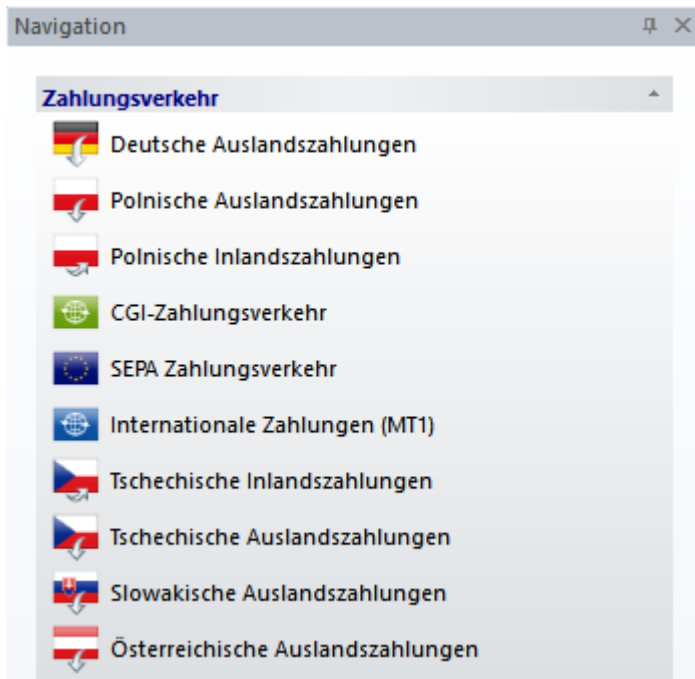 Navigation
Zahlungsverkehr
Deutsche Auslandszahlungen
Polnische Auslandszahlungen
Polnische Inlandszahlungen
CGI-Zahlungsverkehr
SEPA Zahlungsverkehr
Internationale Zahlungen (MT1)
Tschechische Inlandszahlungen
Tschechische Auslandszahlungen
Slowakische Auslandszahlungen
Österreichische Auslandszahlungen